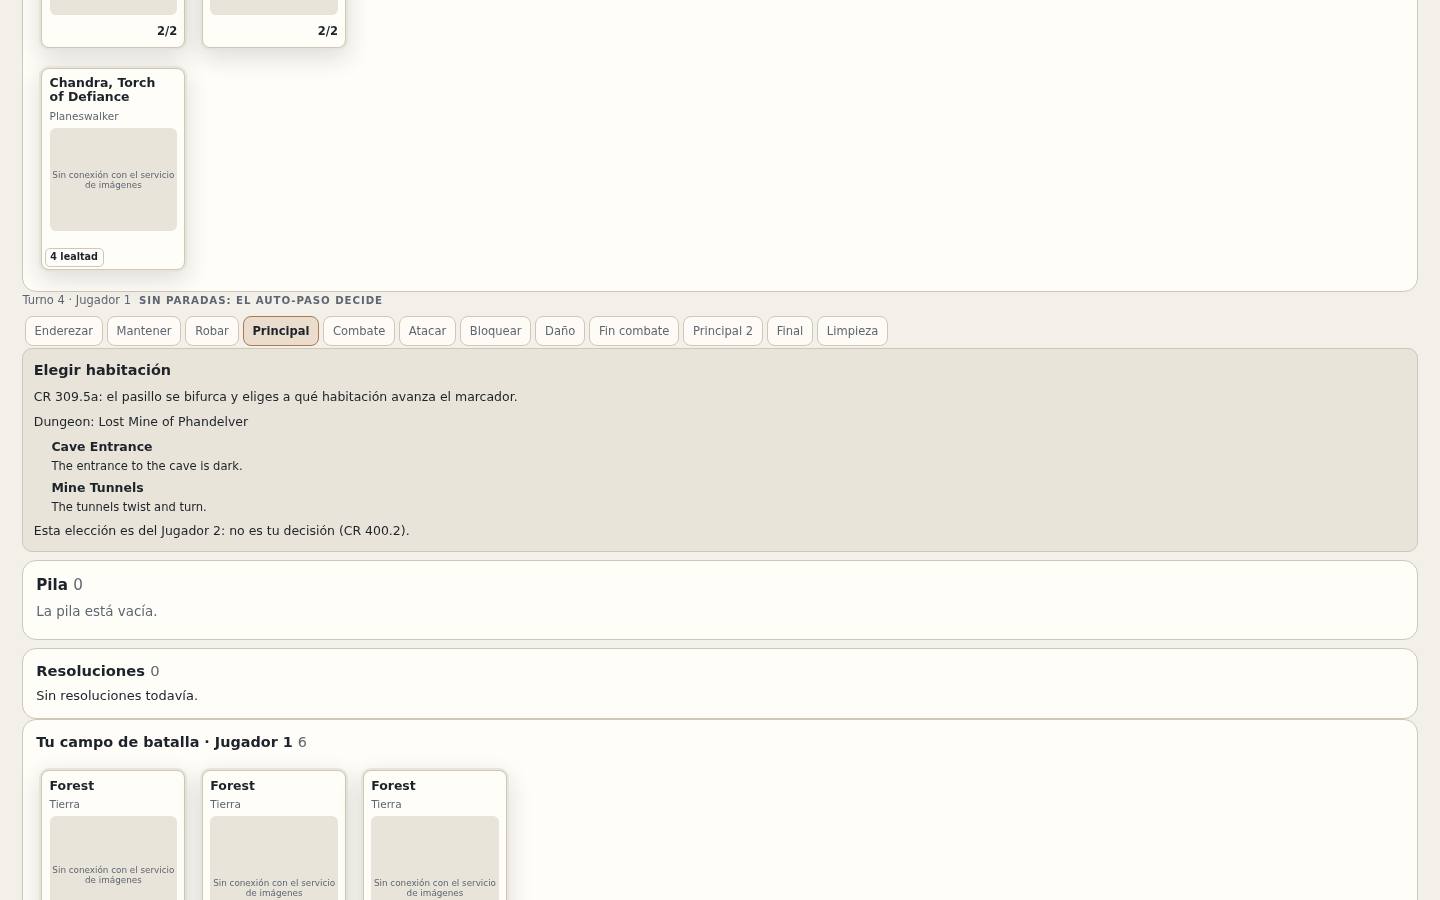 2/2
2/2
Chandra, Torch
of Defiance
Planeswalker
Sin conexión con el servicio
de imágenes
4 lealtad
Turno 4 · Jugador 1 SIN PARADAS: EL AUTO-PASO DECIDE
Enderezar Mantener Robar Principal Combate Atacar Bloquear Daño Fin combate Principal 2 Final Limpieza
Elegir habitación
CR 309.5a: el pasillo se bifurca y eliges a qué habitación avanza el marcador.
Dungeon: Lost Mine of Phandelver
Cave Entrance
The entrance to the cave is dark.
Mine Tunnels
The tunnels twist and turn.
Esta elección es del Jugador 2: no es tu decisión (CR 400.2).
Pila 0
La pila está vacía.
Resoluciones 0
Sin resoluciones todavía.
Tu campo de batalla · Jugador 1 6
Forest
Tierra
Sin conexión con el servicio
de imágenes
Forest
Tierra
Sin conexión con el servicio
de imágenes
Forest
Tierra
Sin conexión con el servicio
de imágenes